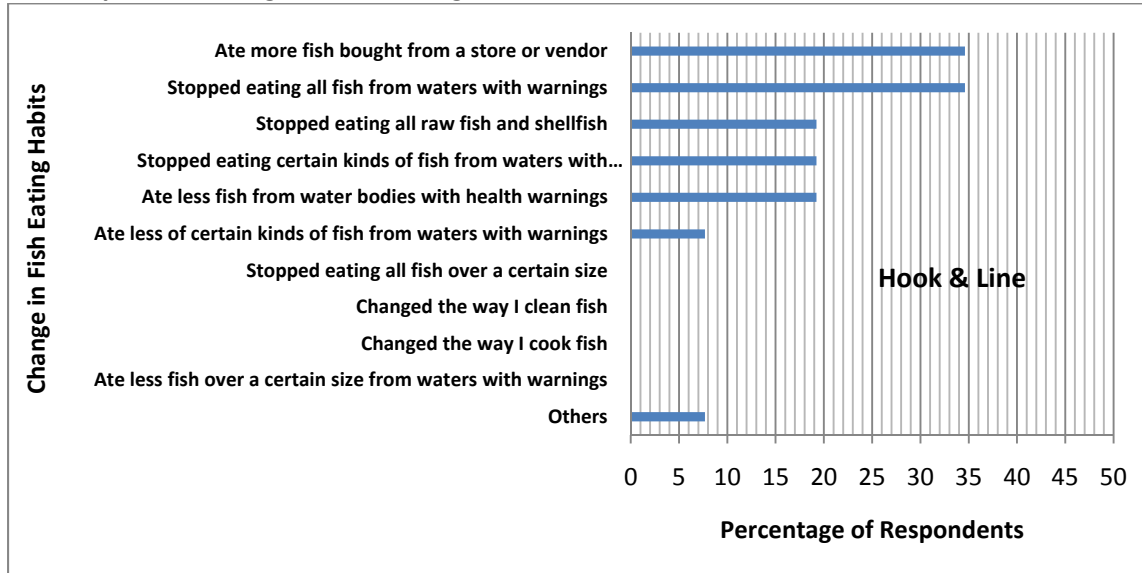 Change in Fish Eating Habits
Ate more fish bought from a store or vendor
Stopped eating all fish from waters with warnings
Stopped eating all raw fish and shellfish
Stopped eating certain kinds of fish from waters with…
Ate less fish from water bodies with health warnings
Ate less of certain kinds of fish from waters with warnings
Stopped eating all fish over a certain size
Changed the way I clean fish
Changed the way I cook fish
Ate less fish over a certain size from waters with warnings
Others
Hook & Line
0 5 10 15 20 25 30 35 40 45 50
Percentage of Respondents